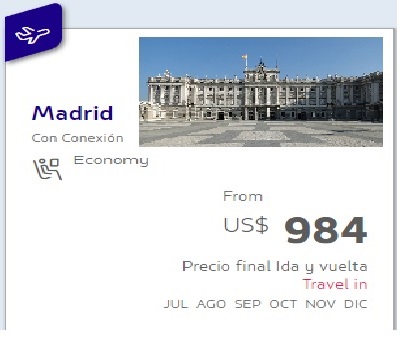 Madrid
Con Conexión
Economy
From
US$ 984
Precio final Ida y vuelta
Travel in
JUL AGO SEP OCT NOV DIC